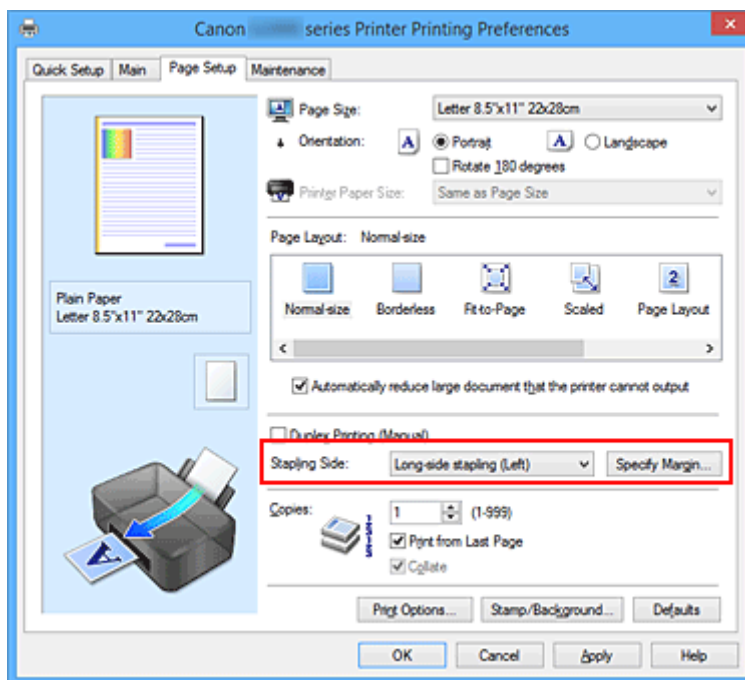 Canon series Printer Printing Preferences
Quick Setup Main Page Setup Maintenance
Page Size: Letter 8.5"x11" 22x28cm
Orientation: A Portrait A Landscape
Rotate 180 degrees
Printer Paper Size: Same as Page Size
Page Layout: Normal-size
2
Normal-size Borderless Fit-to-Page Scaled Page Layout
Plain Paper
Letter 8.5"x11" 22x28cm
Automatically reduce large document that the printer cannot output
Duplex Printing (Manual)
Stapling Side: Long-side stapling (Left) Specify Margin...
Copies: 1 (1-999)
Print from Last Page
Collate
A
Print Options... Stamp/Background... Defaults
OK Cancel Apply Help